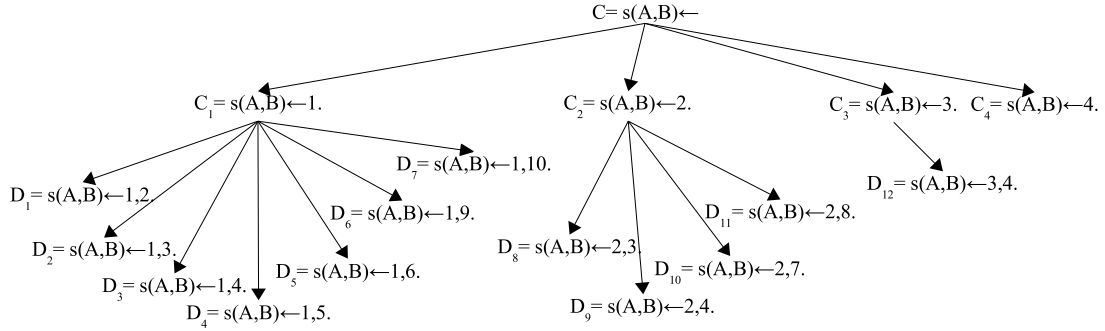 C= s(A,B)←
C₁= s(A,B)←1.
C₂= s(A,B)←2.
C₃= s(A,B)←3.
C₄= s(A,B)←4.
D₁= s(A,B)←1,2.
D₂= s(A,B)←1,3.
D₃= s(A,B)←1,4.
D₄= s(A,B)←1,5.
D₅= s(A,B)←1,6.
D₆= s(A,B)←1,9.
D₇= s(A,B)←1,10.
D₈= s(A,B)←2,3.
D₉= s(A,B)←2,4.
D₁₀= s(A,B)←2,7.
D₁₁= s(A,B)←2,8.
D₁₂= s(A,B)←3,4.